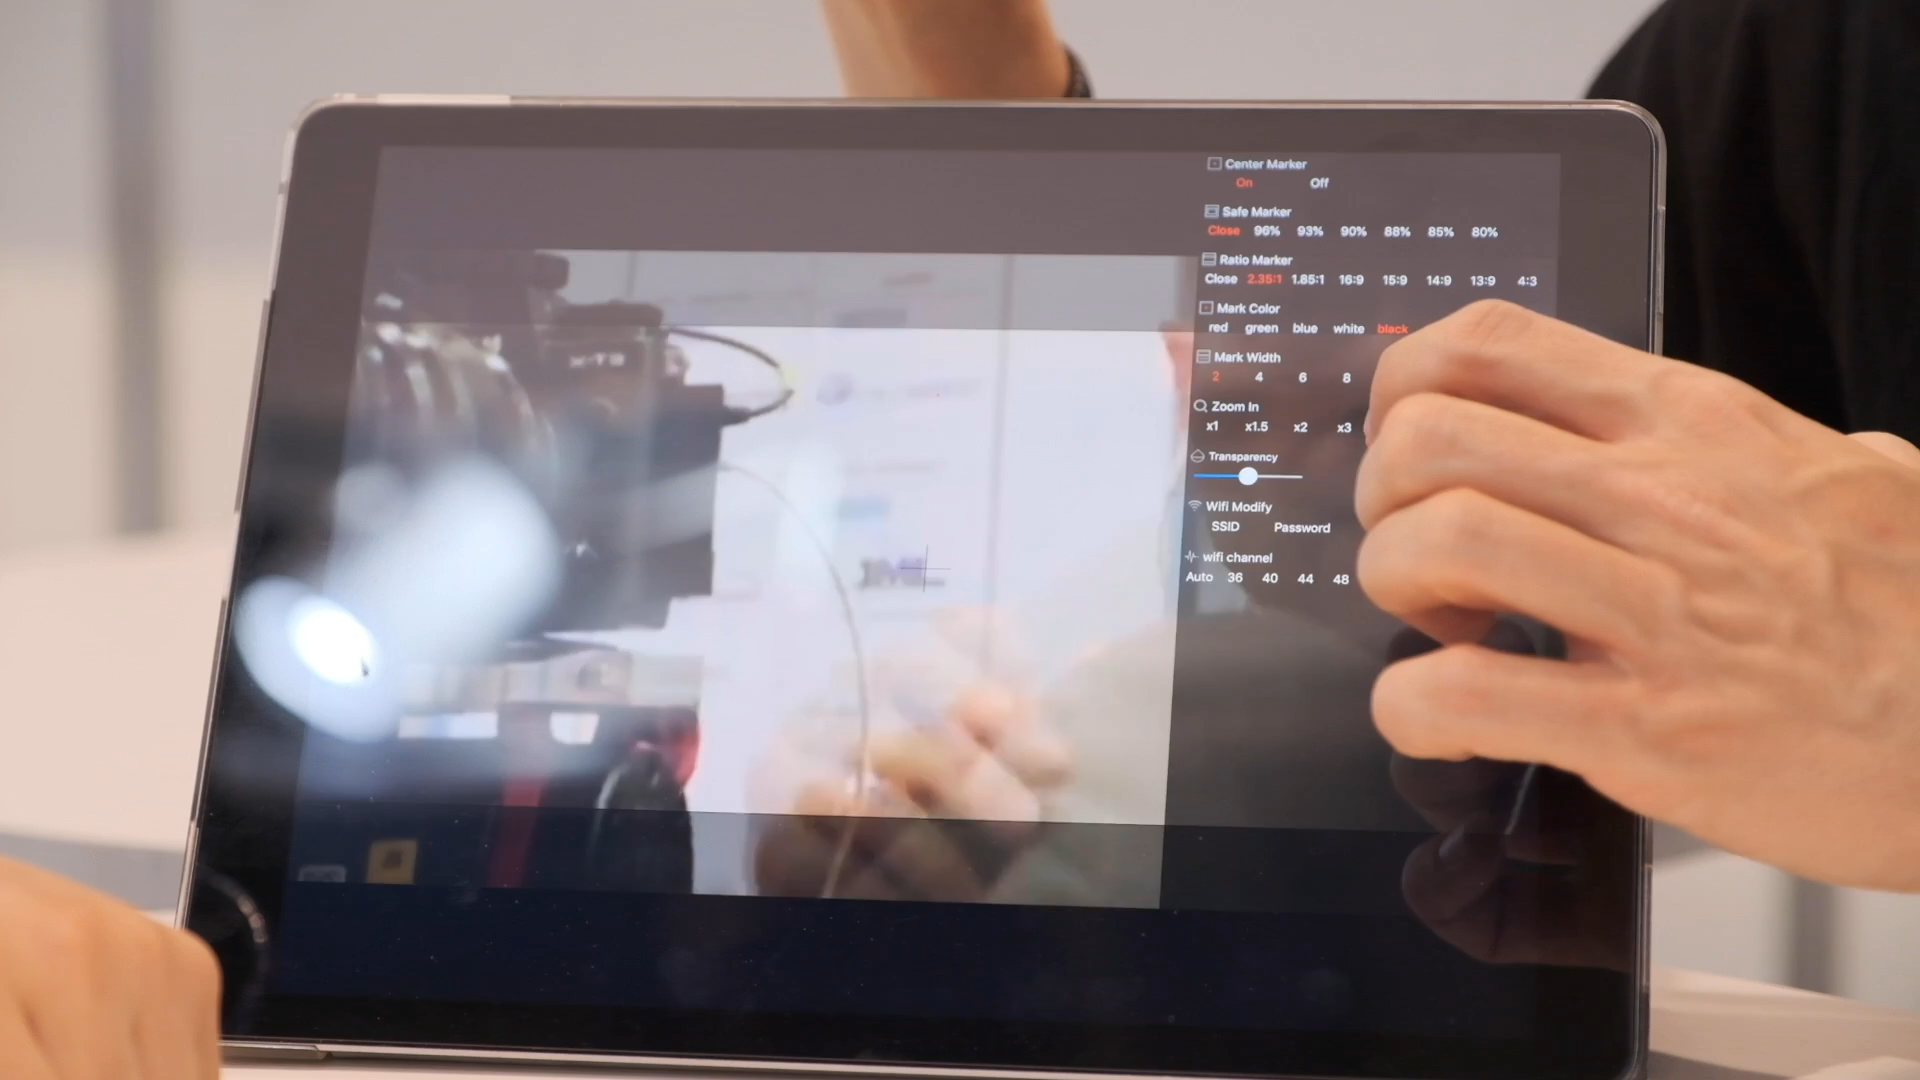 Center Marker
On Off
Safe Marker
Close 96% 93% 90% 88% 85% 80%
Ratio Marker
Close 2.35:1 1.85:1 16:9 15:9 14:9 13:9 4:3
Mark Color
red green blue white black
Mark Width
2 4 6 8
Zoom In
x1 x1.5 x2 x3
Transparency
Wifi Modify
SSID Password
wifi channel
Auto 36 40 44 48
X-T3